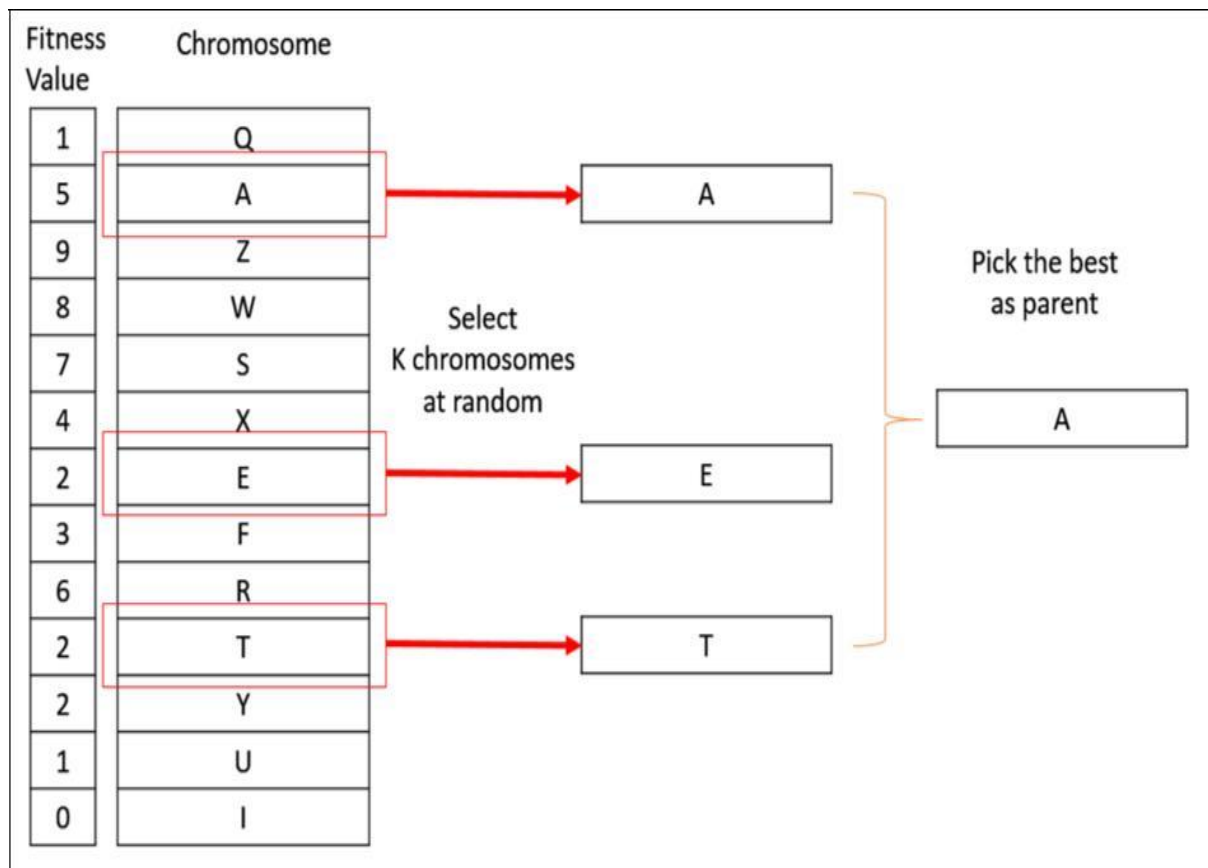 Fitness
Value
Chromosome
1 Q
5 A
9 Z
8 W
7 S
4 X
2 E
3 F
6 R
2 T
2 Y
1 U
0 I
Select
K chromosomes
at random
A
E
T
Pick the best
as parent
A